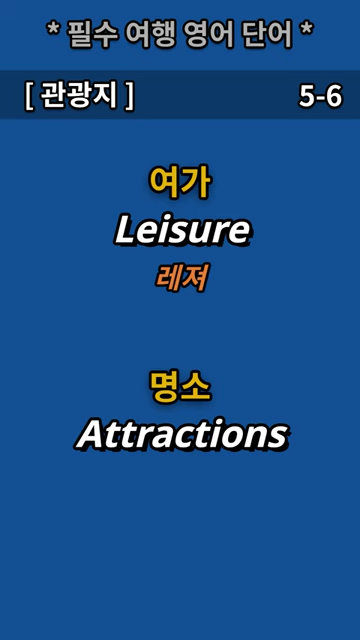 * 필수 여행 영어 단어 *
[ 관광지 ] 5-6
여가
Leisure
레져
명소
Attractions